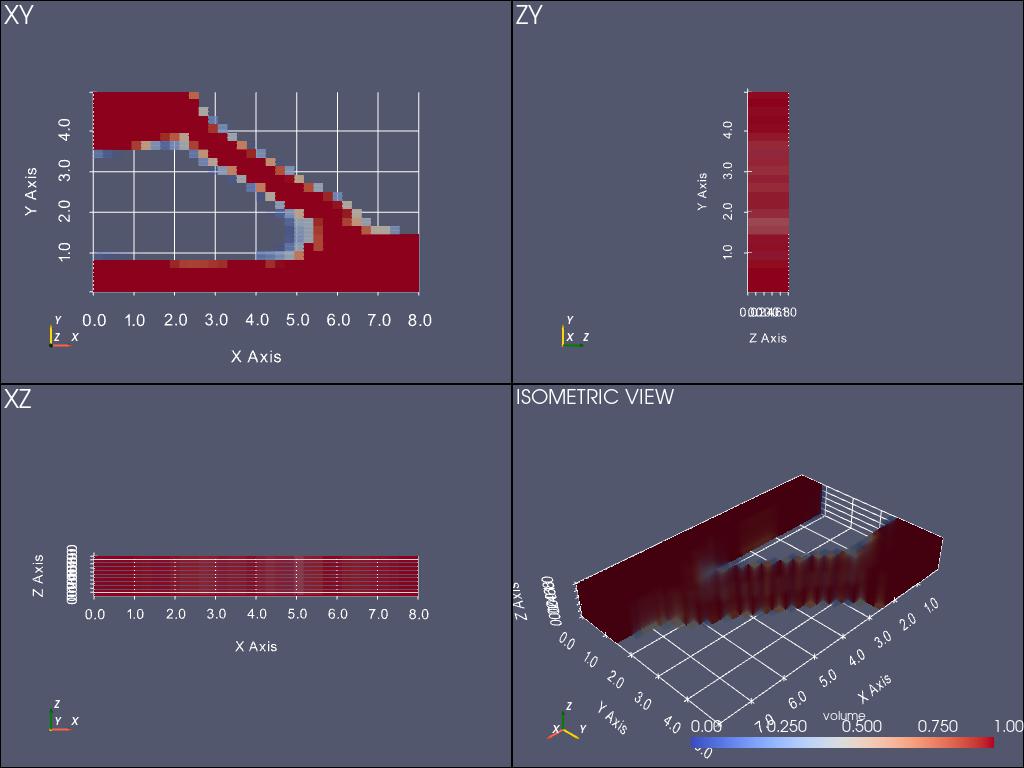 XY
4.0
3.0
2.0
1.0
Y Axis
0.0 1.0 2.0 3.0 4.0 5.0 6.0 7.0 8.0
X Axis
Y
Z X
ZY
4.0
3.0
2.0
1.0
Y Axis
Z Axis
Y
X Z
XZ
Z Axis
0.0 1.0 2.0 3.0 4.0 5.0 6.0 7.0 8.0
X Axis
Z
Y X
ISOMETRIC VIEW
Z Axis
0.0 1.0 2.0 3.0 4.0
Y Axis
7.0 6.0 5.0 4.0 3.0 2.0 1.0
X Axis
Z
X Y
volume
0.00 0.250 0.500 0.750 1.00